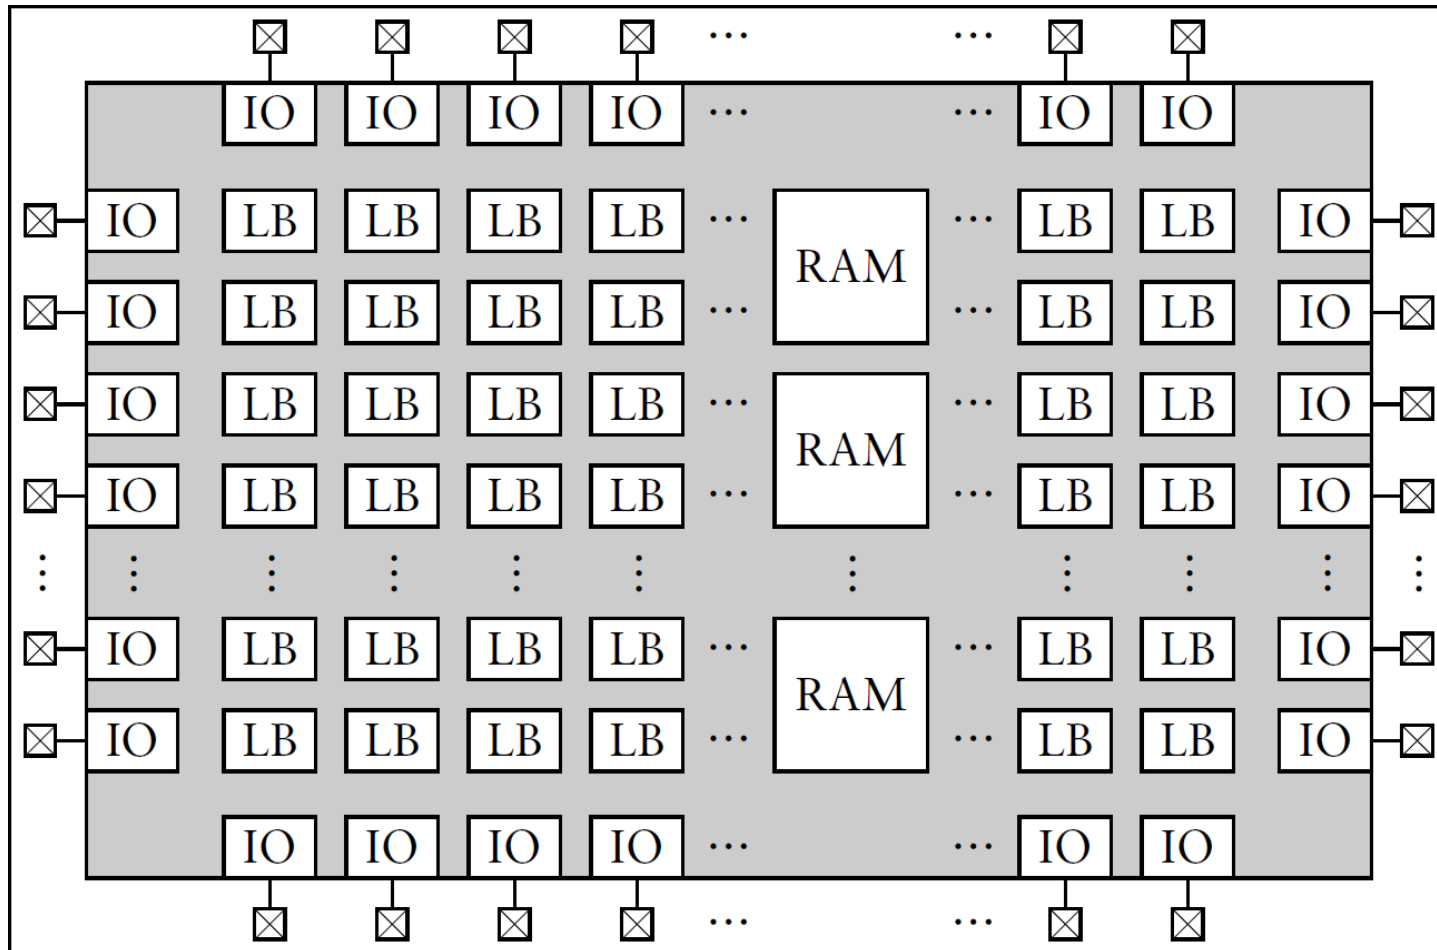 ... ...
IO IO IO IO ... ... IO IO
IO LB LB LB LB ... RAM ... LB LB IO
IO LB LB LB LB ... ... LB LB IO
IO LB LB LB LB ... RAM ... LB LB IO
IO LB LB LB LB ... ... LB LB IO
⋮ ⋮ ⋮ ⋮ ⋮ ⋮ ⋮ ⋮ ⋮ ⋮ ⋮
IO LB LB LB LB ... RAM ... LB LB IO
IO LB LB LB LB ... ... LB LB IO
IO IO IO IO ... ... IO IO
... ...